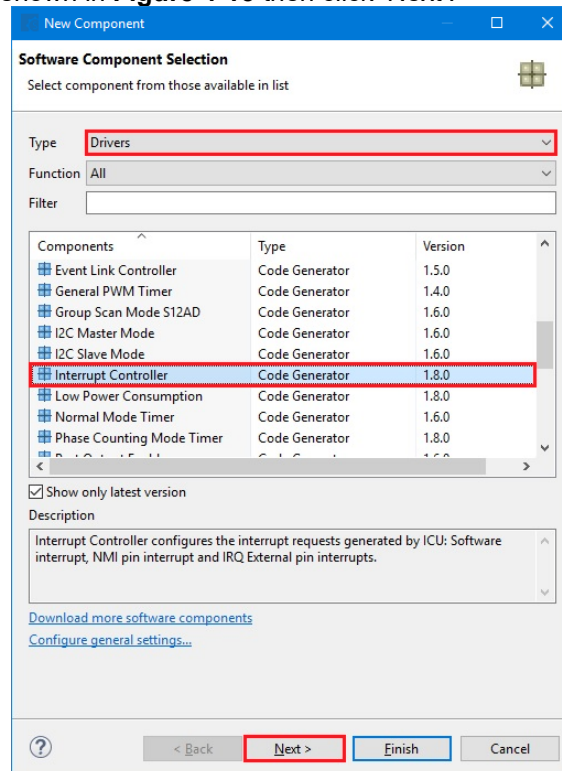 New Component
Software Component Selection
Select component from those available in list
Type Drivers
Function All
Filter
Components Type Version
Event Link Controller Code Generator 1.5.0
General PWM Timer Code Generator 1.4.0
Group Scan Mode S12AD Code Generator 1.6.0
I2C Master Mode Code Generator 1.6.0
I2C Slave Mode Code Generator 1.6.0
Interrupt Controller Code Generator 1.8.0
Low Power Consumption Code Generator 1.8.0
Normal Mode Timer Code Generator 1.6.0
Phase Counting Mode Timer Code Generator 1.8.0
Show only latest version
Description
Interrupt Controller configures the interrupt requests generated by ICU: Software
interrupt, NMI pin interrupt and IRQ External pin interrupts.
Download more software components
Configure general settings...
? < Back Next > Finish Cancel